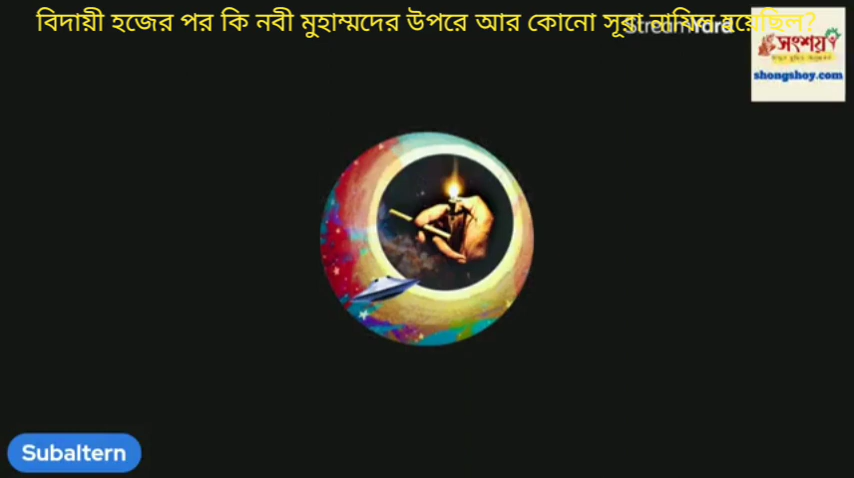 বিদায়ী হজের পর কি নবী মুহাম্মদের উপরে আর কোনো সূরা নাযিল হয়েছিল?
StreamYard
সংশয়
shongshoy.com
Subaltern